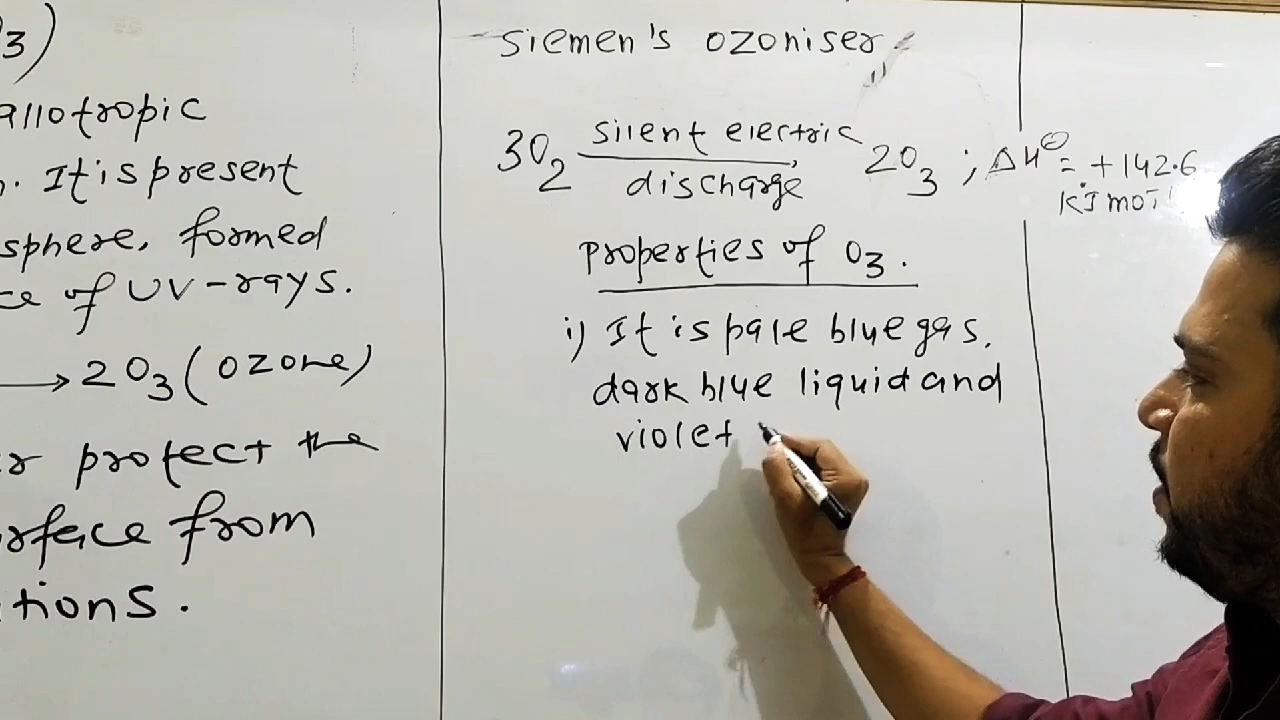 3)
allotropic
. It is present
sphere, formed
ce of UV-rays.
→ 2O₃ (ozone)
r protect the
rface from
tions.
Siemen's ozoniser
3O₂ silent electric discharge 2O₃ ; ΔH⊖ = +142.6
kJ mol
Properties of O₃.
i) It is pale blue gas.
dark blue liquid and
violet